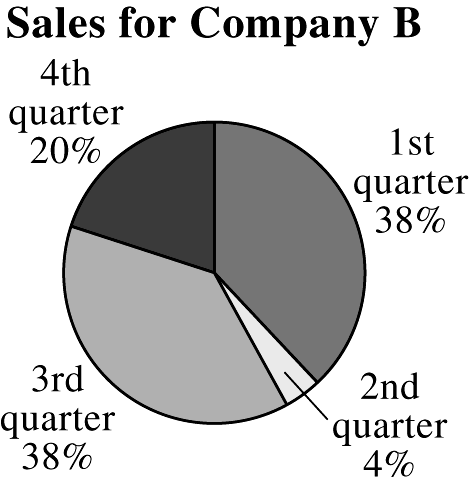 Sales for Company B
4th
quarter
20%
1st
quarter
38%
3rd
quarter
38%
2nd
quarter
4%